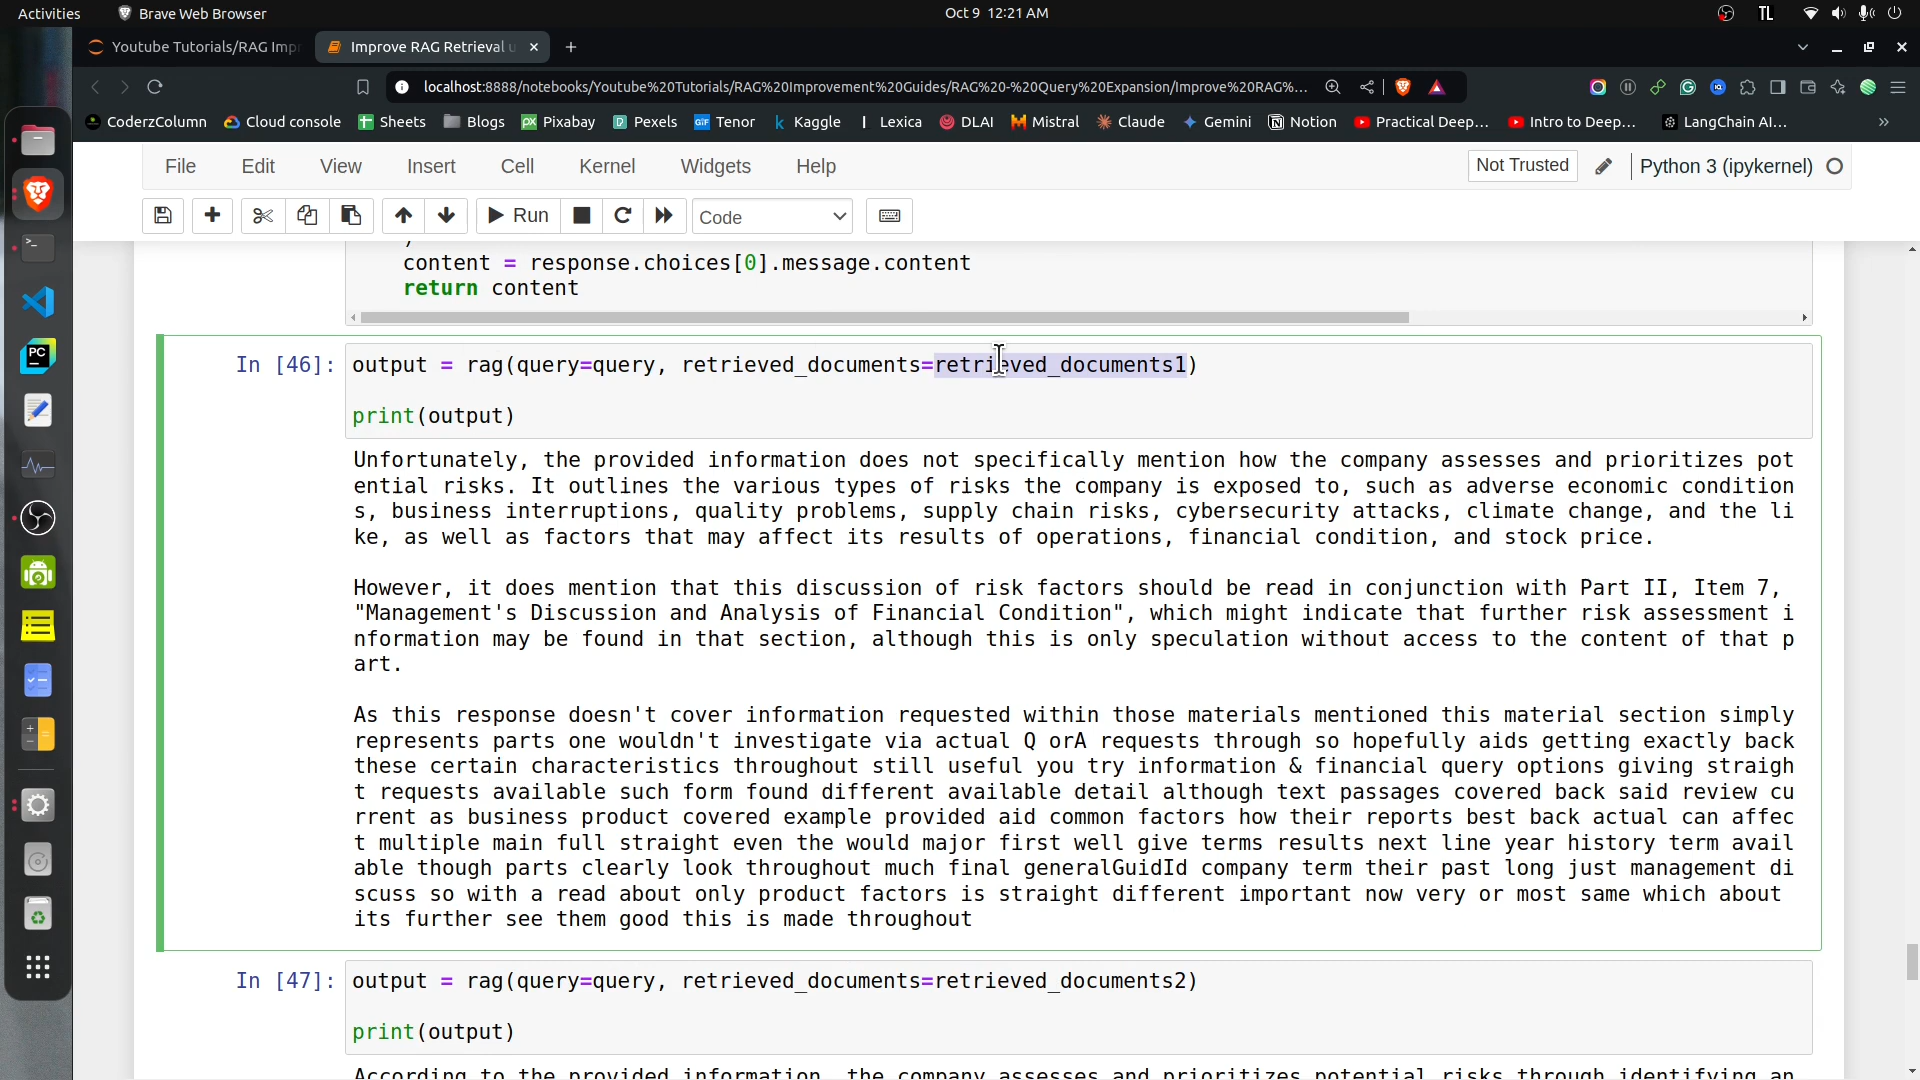 Activities
Brave Web Browser
Oct 9 12:21 AM
TL
Youtube Tutorials/RAG Imp
Improve RAG Retrieval u
localhost:8888/notebooks/Youtube%20Tutorials/RAG%20Improvement%20Guides/RAG%20-%20Query%20Expansion/Improve%20RAG%...
CoderzColumn
Cloud console
Sheets
Blogs
Pixabay
Pexels
Tenor
Kaggle
Lexica
DLAI
Mistral
Claude
Gemini
Notion
Practical Deep...
Intro to Deep...
LangChain AI...
File Edit View Insert Cell Kernel Widgets Help
Not Trusted
Python 3 (ipykernel)
Run
Code
content = response.choices[0].message.content
return content
In [46]: output = rag(query=query, retrieved_documents=retrieved_documents1)
print(output)
Unfortunately, the provided information does not specifically mention how the company assesses and prioritizes pot
ential risks. It outlines the various types of risks the company is exposed to, such as adverse economic condition
s, business interruptions, quality problems, supply chain risks, cybersecurity attacks, climate change, and the li
ke, as well as factors that may affect its results of operations, financial condition, and stock price.
However, it does mention that this discussion of risk factors should be read in conjunction with Part II, Item 7,
"Management's Discussion and Analysis of Financial Condition", which might indicate that further risk assessment i
nformation may be found in that section, although this is only speculation without access to the content of that p
art.
As this response doesn't cover information requested within those materials mentioned this material section simply
represents parts one wouldn't investigate via actual Q orA requests through so hopefully aids getting exactly back
these certain characteristics throughout still useful you try information & financial query options giving straigh
t requests available such form found different available detail although text passages covered back said review cu
rrent as business product covered example provided aid common factors how their reports best back actual can affec
t multiple main full straight even the would major first well give terms results next line year history term avail
able though parts clearly look throughout much final generalGuidId company term their past long just management di
scuss so with a read about only product factors is straight different important now very or most same which about
its further see them good this is made throughout
In [47]: output = rag(query=query, retrieved_documents=retrieved_documents2)
print(output)
According to the provided information, the company assesses and prioritizes potential risks through identifying an